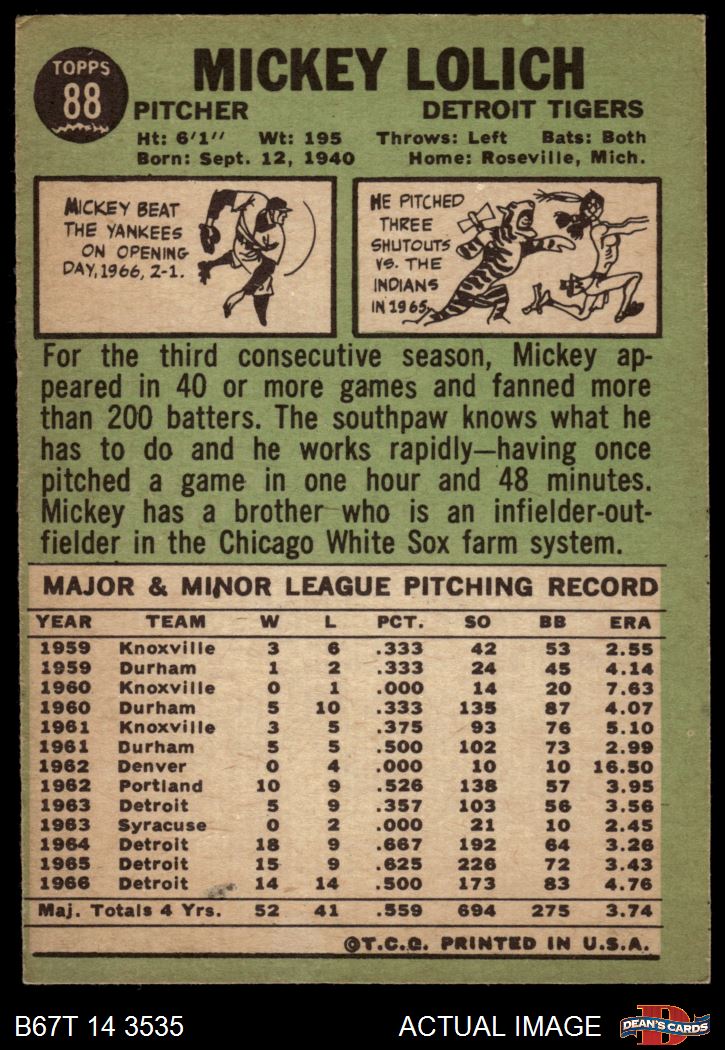 TOPPS
88
MICKEY LOLICH
PITCHER DETROIT TIGERS
Ht: 6'1" Wt: 195 Throws: Left Bats: Both
Born: Sept. 12, 1940 Home: Roseville, Mich.
MICKEY BEAT
THE YANKEES
ON OPENING
DAY, 1966, 2-1.
HE PITCHED
THREE
SHUTOUTS
VS. THE
INDIANS
IN 1965.
For the third consecutive season, Mickey ap-
peared in 40 or more games and fanned more
than 200 batters. The southpaw knows what he
has to do and he works rapidly—having once
pitched a game in one hour and 48 minutes.
Mickey has a brother who is an infielder-out-
fielder in the Chicago White Sox farm system.
MAJOR & MINOR LEAGUE PITCHING RECORD
YEAR TEAM W L PCT. SO BB ERA
1959 Knoxville 3 6 .333 42 53 2.55
1959 Durham 1 2 .333 24 45 4.14
1960 Knoxville 0 1 .000 14 20 7.63
1960 Durham 5 10 .333 135 87 4.07
1961 Knoxville 3 5 .375 93 76 5.10
1961 Durham 5 5 .500 102 73 2.99
1962 Denver 0 4 .000 10 10 16.50
1962 Portland 10 9 .526 138 57 3.95
1963 Detroit 5 9 .357 103 56 3.56
1963 Syracuse 0 2 .000 21 10 2.45
1964 Detroit 18 9 .667 192 64 3.26
1965 Detroit 15 9 .625 226 72 3.43
1966 Detroit 14 14 .500 173 83 4.76
Maj. Totals 4 Yrs. 52 41 .559 694 275 3.74
©T.C.G. PRINTED IN U.S.A.
B67T 14 3535 ACTUAL IMAGE DEAN'S CARDS